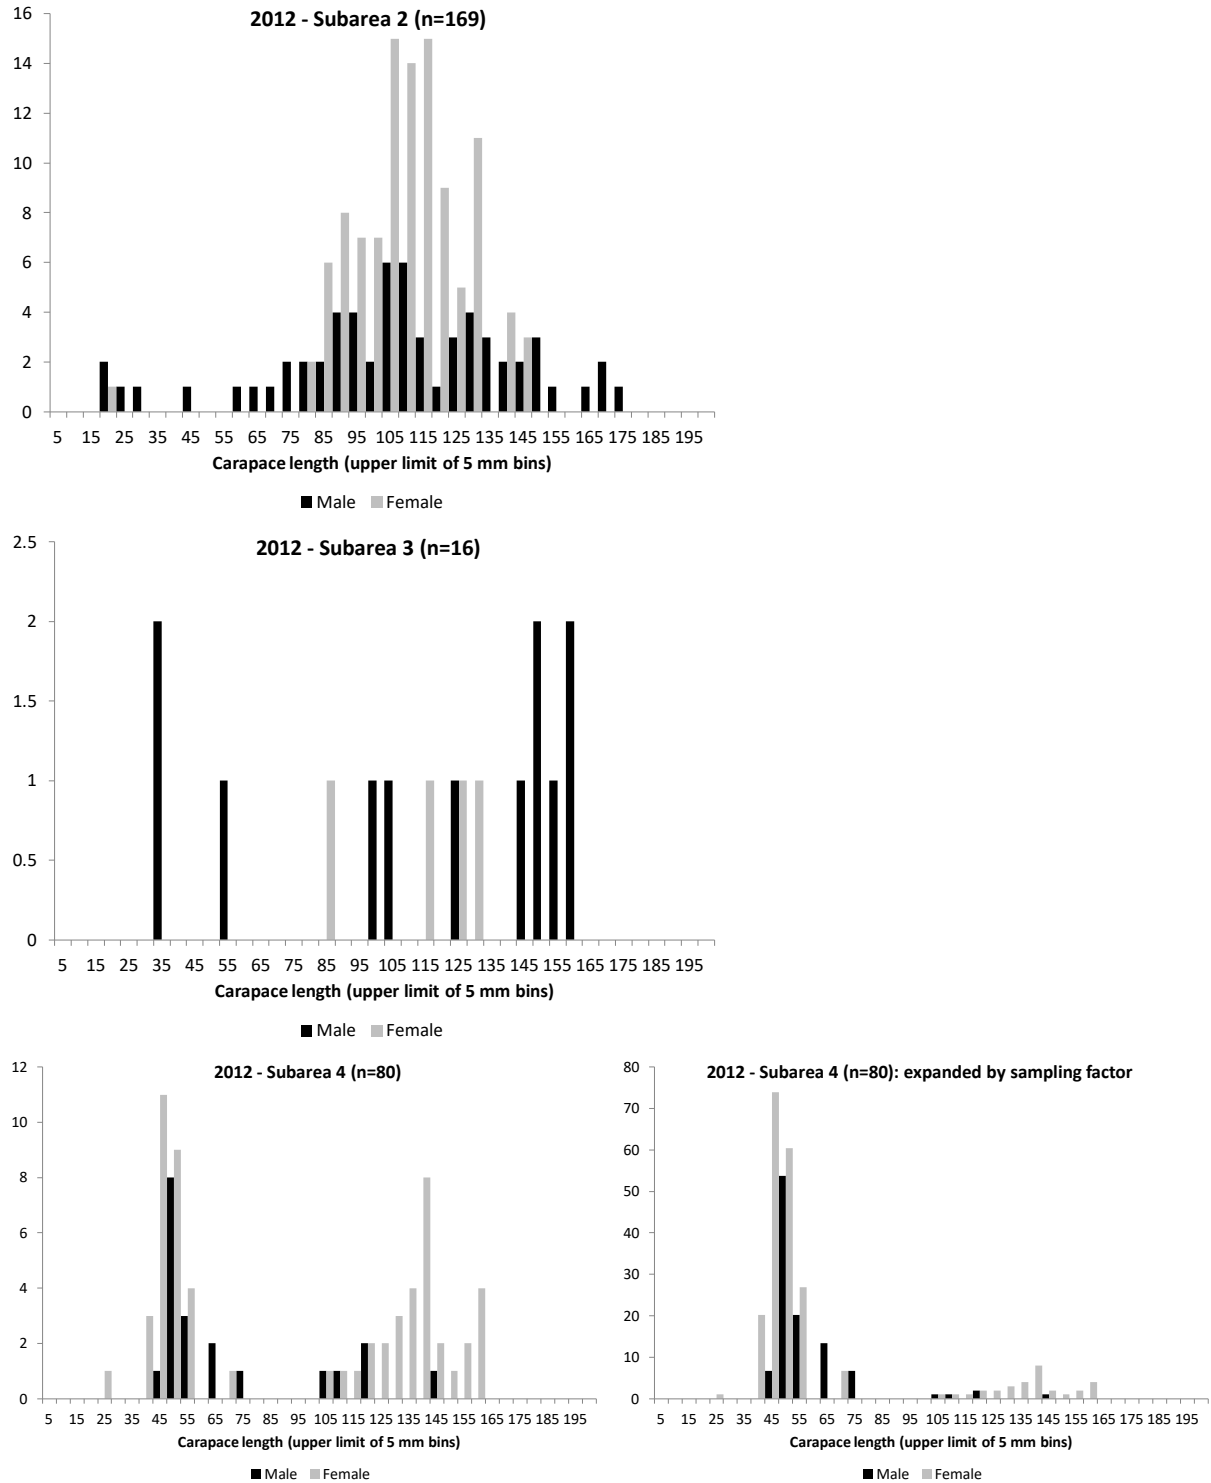 2012 - Subarea 2 (n=169)
16
14
12
10
8
6
4
2
0
5 15 25 35 45 55 65 75 85 95 105 115 125 135 145 155 165 175 185 195
Carapace length (upper limit of 5 mm bins)
Male Female
2012 - Subarea 3 (n=16)
2.5
2
1.5
1
0.5
0
5 15 25 35 45 55 65 75 85 95 105 115 125 135 145 155 165 175 185 195
Carapace length (upper limit of 5 mm bins)
Male Female
2012 - Subarea 4 (n=80)
12
10
8
6
4
2
0
5 15 25 35 45 55 65 75 85 95 105 115 125 135 145 155 165 175 185 195
Carapace length (upper limit of 5 mm bins)
Male Female
2012 - Subarea 4 (n=80): expanded by sampling factor
80
70
60
50
40
30
20
10
0
5 15 25 35 45 55 65 75 85 95 105 115 125 135 145 155 165 175 185 195
Carapace length (upper limit of 5 mm bins)
Male Female